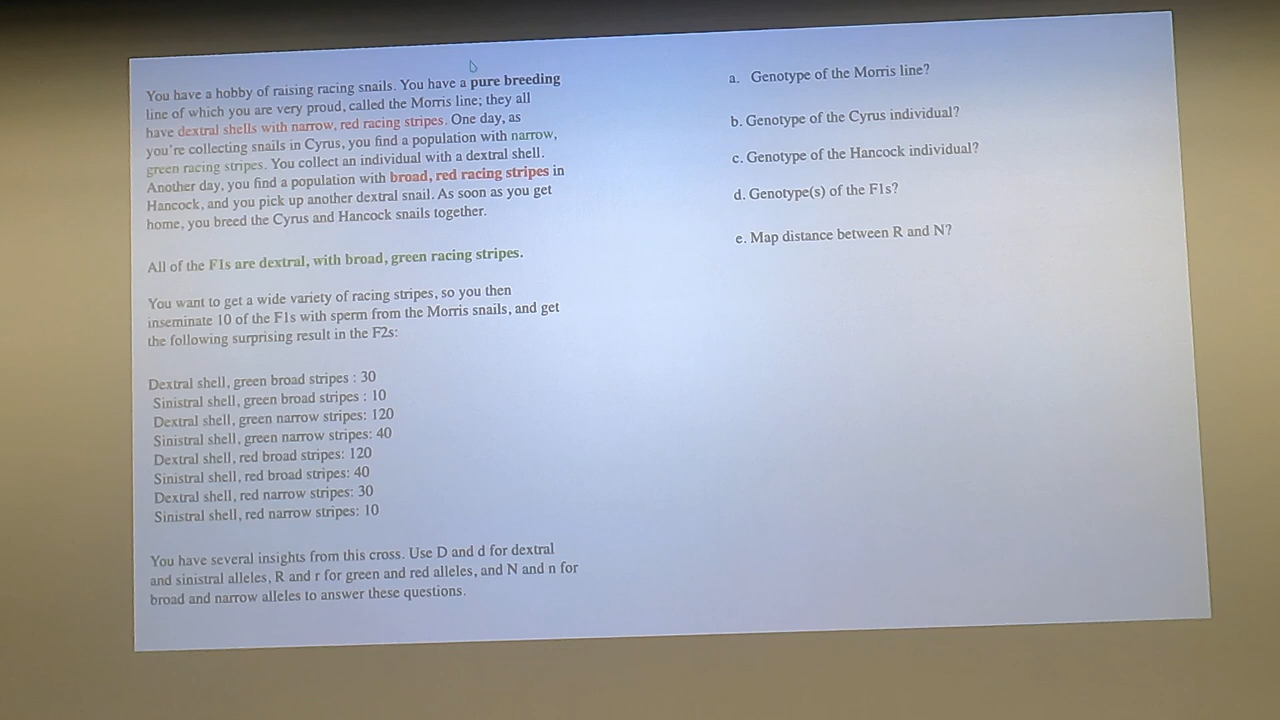 You have a hobby of raising racing snails. You have a pure breeding
line of which you are very proud, called the Morris line; they all
have dextral shells with narrow, red racing stripes. One day, as
you're collecting snails in Cyrus, you find a population with narrow,
green racing stripes. You collect an individual with a dextral shell.
Another day, you find a population with broad, red racing stripes in
Hancock, and you pick up another dextral snail. As soon as you get
home, you breed the Cyrus and Hancock snails together.
All of the F1s are dextral, with broad, green racing stripes.
You want to get a wide variety of racing stripes, so you then
inseminate 10 of the F1s with sperm from the Morris snails, and get
the following surprising result in the F2s:
Dextral shell, green broad stripes : 30
Sinistral shell, green broad stripes : 10
Dextral shell, green narrow stripes: 120
Sinistral shell, green narrow stripes: 40
Dextral shell, red broad stripes: 120
Sinistral shell, red broad stripes: 40
Dextral shell, red narrow stripes: 30
Sinistral shell, red narrow stripes: 10
You have several insights from this cross. Use D and d for dextral
and sinistral alleles, R and r for green and red alleles, and N and n for
broad and narrow alleles to answer these questions.
a. Genotype of the Morris line?
b. Genotype of the Cyrus individual?
c. Genotype of the Hancock individual?
d. Genotype(s) of the F1s?
e. Map distance between R and N?